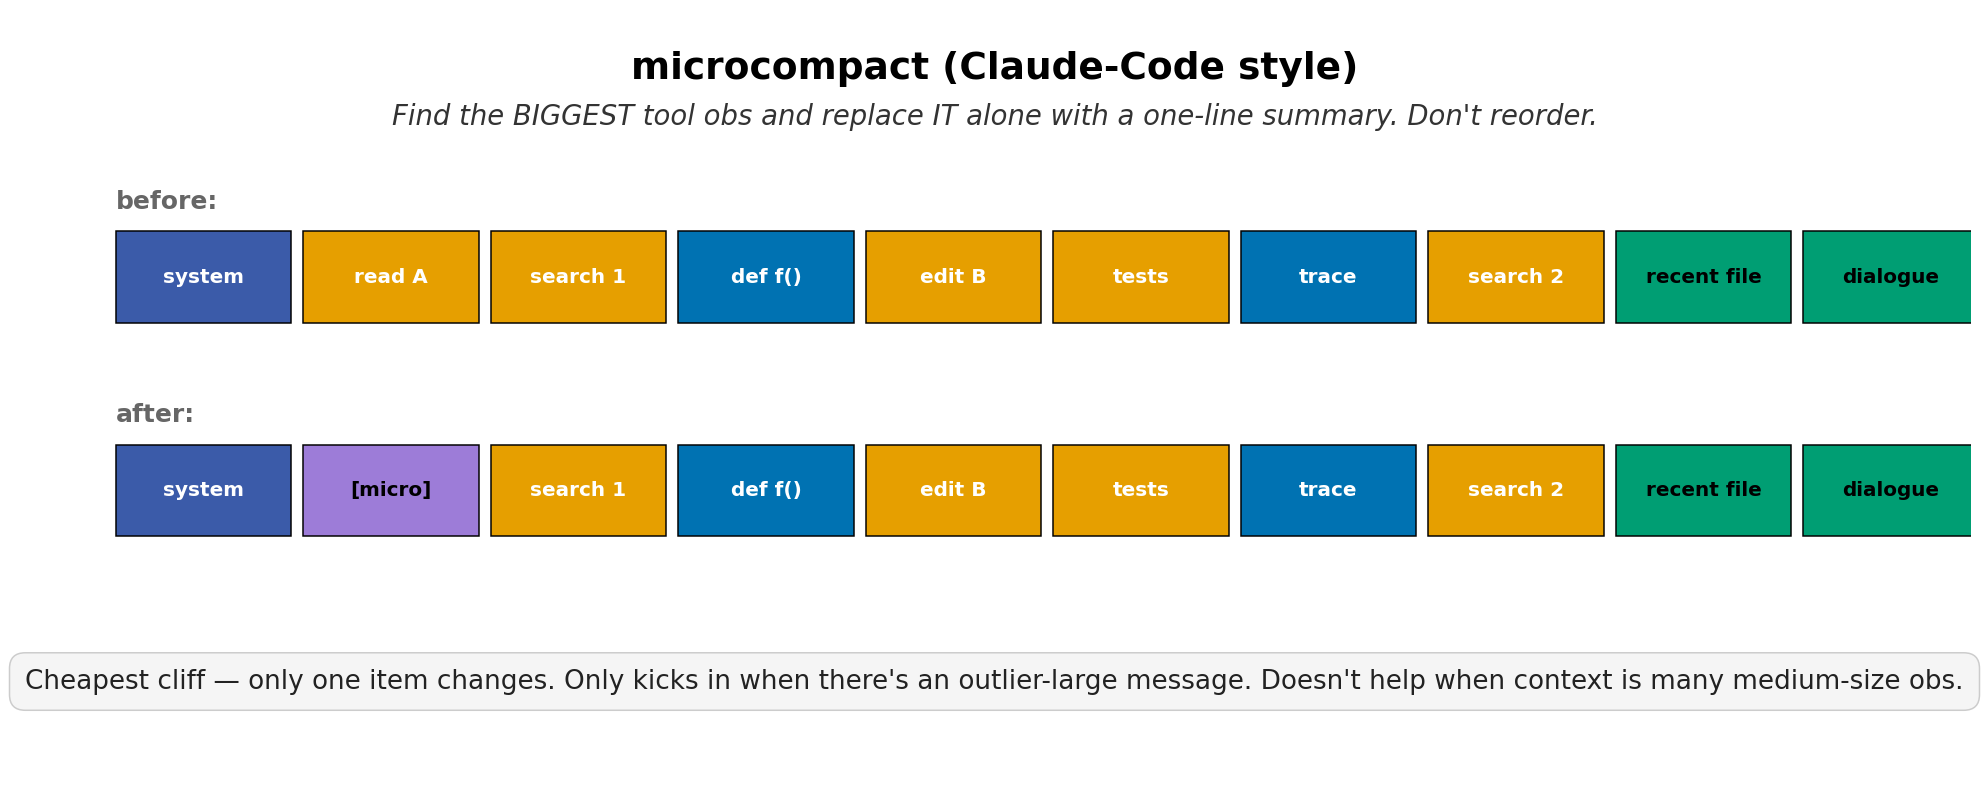 microcompact (Claude-Code style)
Find the BIGGEST tool obs and replace IT alone with a one-line summary. Don't reorder.
before:
system read A search 1 def f() edit B tests trace search 2 recent file dialogue
after:
system [micro] search 1 def f() edit B tests trace search 2 recent file dialogue
Cheapest cliff — only one item changes. Only kicks in when there's an outlier-large message. Doesn't help when context is many medium-size obs.